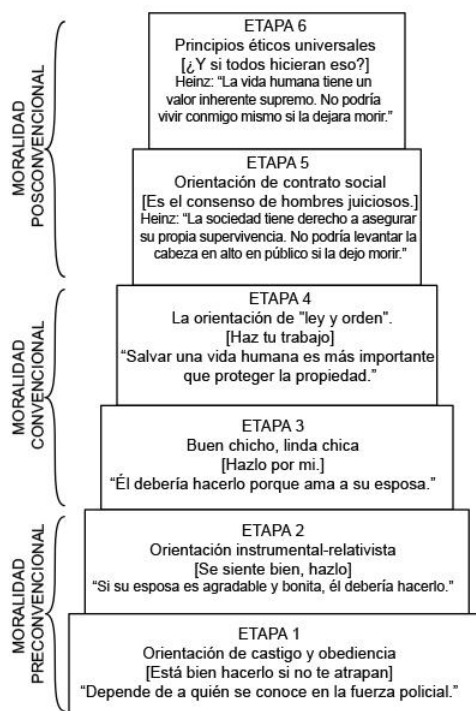 ETAPA 6
Principios éticos universales
[¿Y si todos hicieran eso?]
Heinz: “La vida humana tiene un
valor inherente supremo. No podría
vivir conmigo mismo si la dejara morir.”
MORALIDAD
POSCONVENCIONAL
ETAPA 5
Orientación de contrato social
[Es el consenso de hombres juiciosos.]
Heinz: “La sociedad tiene derecho a asegurar
su propia supervivencia. No podría levantar la
cabeza en alto en público si la dejo morir.”
ETAPA 4
La orientación de "ley y orden".
[Haz tu trabajo]
“Salvar una vida humana es más importante
que proteger la propiedad.”
MORALIDAD
CONVENCIONAL
ETAPA 3
Buen chicho, linda chica
[Hazlo por mi.]
“Él debería hacerlo porque ama a su esposa.”
ETAPA 2
Orientación instrumental-relativista
[Se siente bien, hazlo]
“Si su esposa es agradable y bonita, él debería hacerlo.”
MORALIDAD
PRECONVENCIONAL
ETAPA 1
Orientación de castigo y obediencia
[Está bien hacerlo si no te atrapan]
“Depende de a quién se conoce en la fuerza policial.”